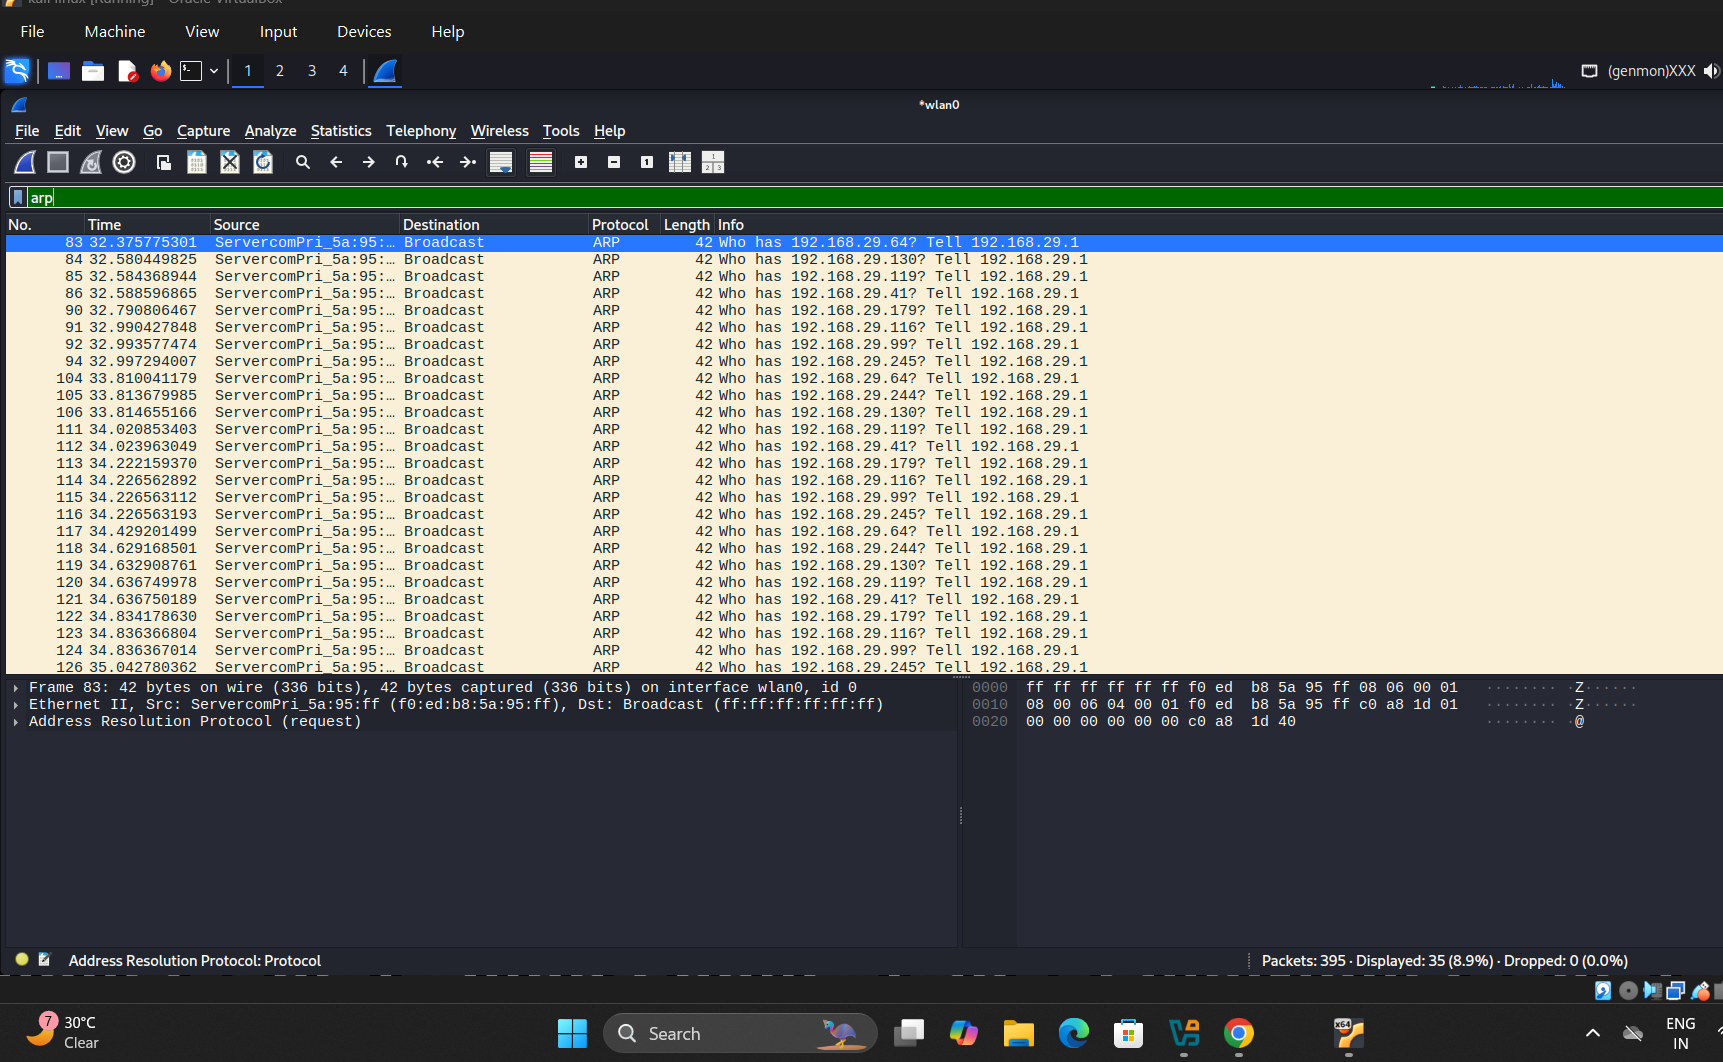 kali linux [Running] - Oracle VirtualBox
File Machine View Input Devices Help
1 2 3 4 (genmon)XXX
*wlan0
File Edit View Go Capture Analyze Statistics Telephony Wireless Tools Help
arp
No. Time Source Destination Protocol Length Info
83 32.375775301 ServercomPri_5a:95:… Broadcast ARP 42 Who has 192.168.29.64? Tell 192.168.29.1
84 32.580449825 ServercomPri_5a:95:… Broadcast ARP 42 Who has 192.168.29.130? Tell 192.168.29.1
85 32.584368944 ServercomPri_5a:95:… Broadcast ARP 42 Who has 192.168.29.119? Tell 192.168.29.1
86 32.588596865 ServercomPri_5a:95:… Broadcast ARP 42 Who has 192.168.29.41? Tell 192.168.29.1
90 32.790806467 ServercomPri_5a:95:… Broadcast ARP 42 Who has 192.168.29.179? Tell 192.168.29.1
91 32.990427848 ServercomPri_5a:95:… Broadcast ARP 42 Who has 192.168.29.116? Tell 192.168.29.1
92 32.993577474 ServercomPri_5a:95:… Broadcast ARP 42 Who has 192.168.29.99? Tell 192.168.29.1
94 32.997294007 ServercomPri_5a:95:… Broadcast ARP 42 Who has 192.168.29.245? Tell 192.168.29.1
104 33.810041179 ServercomPri_5a:95:… Broadcast ARP 42 Who has 192.168.29.64? Tell 192.168.29.1
105 33.813679985 ServercomPri_5a:95:… Broadcast ARP 42 Who has 192.168.29.244? Tell 192.168.29.1
106 33.814655166 ServercomPri_5a:95:… Broadcast ARP 42 Who has 192.168.29.130? Tell 192.168.29.1
111 34.020853403 ServercomPri_5a:95:… Broadcast ARP 42 Who has 192.168.29.119? Tell 192.168.29.1
112 34.023963049 ServercomPri_5a:95:… Broadcast ARP 42 Who has 192.168.29.41? Tell 192.168.29.1
113 34.222159370 ServercomPri_5a:95:… Broadcast ARP 42 Who has 192.168.29.179? Tell 192.168.29.1
114 34.226562892 ServercomPri_5a:95:… Broadcast ARP 42 Who has 192.168.29.116? Tell 192.168.29.1
115 34.226563112 ServercomPri_5a:95:… Broadcast ARP 42 Who has 192.168.29.99? Tell 192.168.29.1
116 34.226563193 ServercomPri_5a:95:… Broadcast ARP 42 Who has 192.168.29.245? Tell 192.168.29.1
117 34.429201499 ServercomPri_5a:95:… Broadcast ARP 42 Who has 192.168.29.64? Tell 192.168.29.1
118 34.629168501 ServercomPri_5a:95:… Broadcast ARP 42 Who has 192.168.29.244? Tell 192.168.29.1
119 34.632908761 ServercomPri_5a:95:… Broadcast ARP 42 Who has 192.168.29.130? Tell 192.168.29.1
120 34.636749978 ServercomPri_5a:95:… Broadcast ARP 42 Who has 192.168.29.119? Tell 192.168.29.1
121 34.636750189 ServercomPri_5a:95:… Broadcast ARP 42 Who has 192.168.29.41? Tell 192.168.29.1
122 34.834178630 ServercomPri_5a:95:… Broadcast ARP 42 Who has 192.168.29.179? Tell 192.168.29.1
123 34.836366804 ServercomPri_5a:95:… Broadcast ARP 42 Who has 192.168.29.116? Tell 192.168.29.1
124 34.836367014 ServercomPri_5a:95:… Broadcast ARP 42 Who has 192.168.29.99? Tell 192.168.29.1
126 35.042780362 ServercomPri_5a:95:… Broadcast ARP 42 Who has 192.168.29.245? Tell 192.168.29.1
Frame 83: 42 bytes on wire (336 bits), 42 bytes captured (336 bits) on interface wlan0, id 0
Ethernet II, Src: ServercomPri_5a:95:ff (f0:ed:b8:5a:95:ff), Dst: Broadcast (ff:ff:ff:ff:ff:ff)
Address Resolution Protocol (request)
0000 ff ff ff ff ff ff f0 ed b8 5a 95 ff 08 06 00 01 ········ ·Z······
0010 08 00 06 04 00 01 f0 ed b8 5a 95 ff c0 a8 1d 01 ········ ·Z······
0020 00 00 00 00 00 00 c0 a8 1d 40 ········ ·@
Address Resolution Protocol: Protocol
Packets: 395 · Displayed: 35 (8.9%) · Dropped: 0 (0.0%)
7 30°C
Clear
Search
x64
ENG
IN